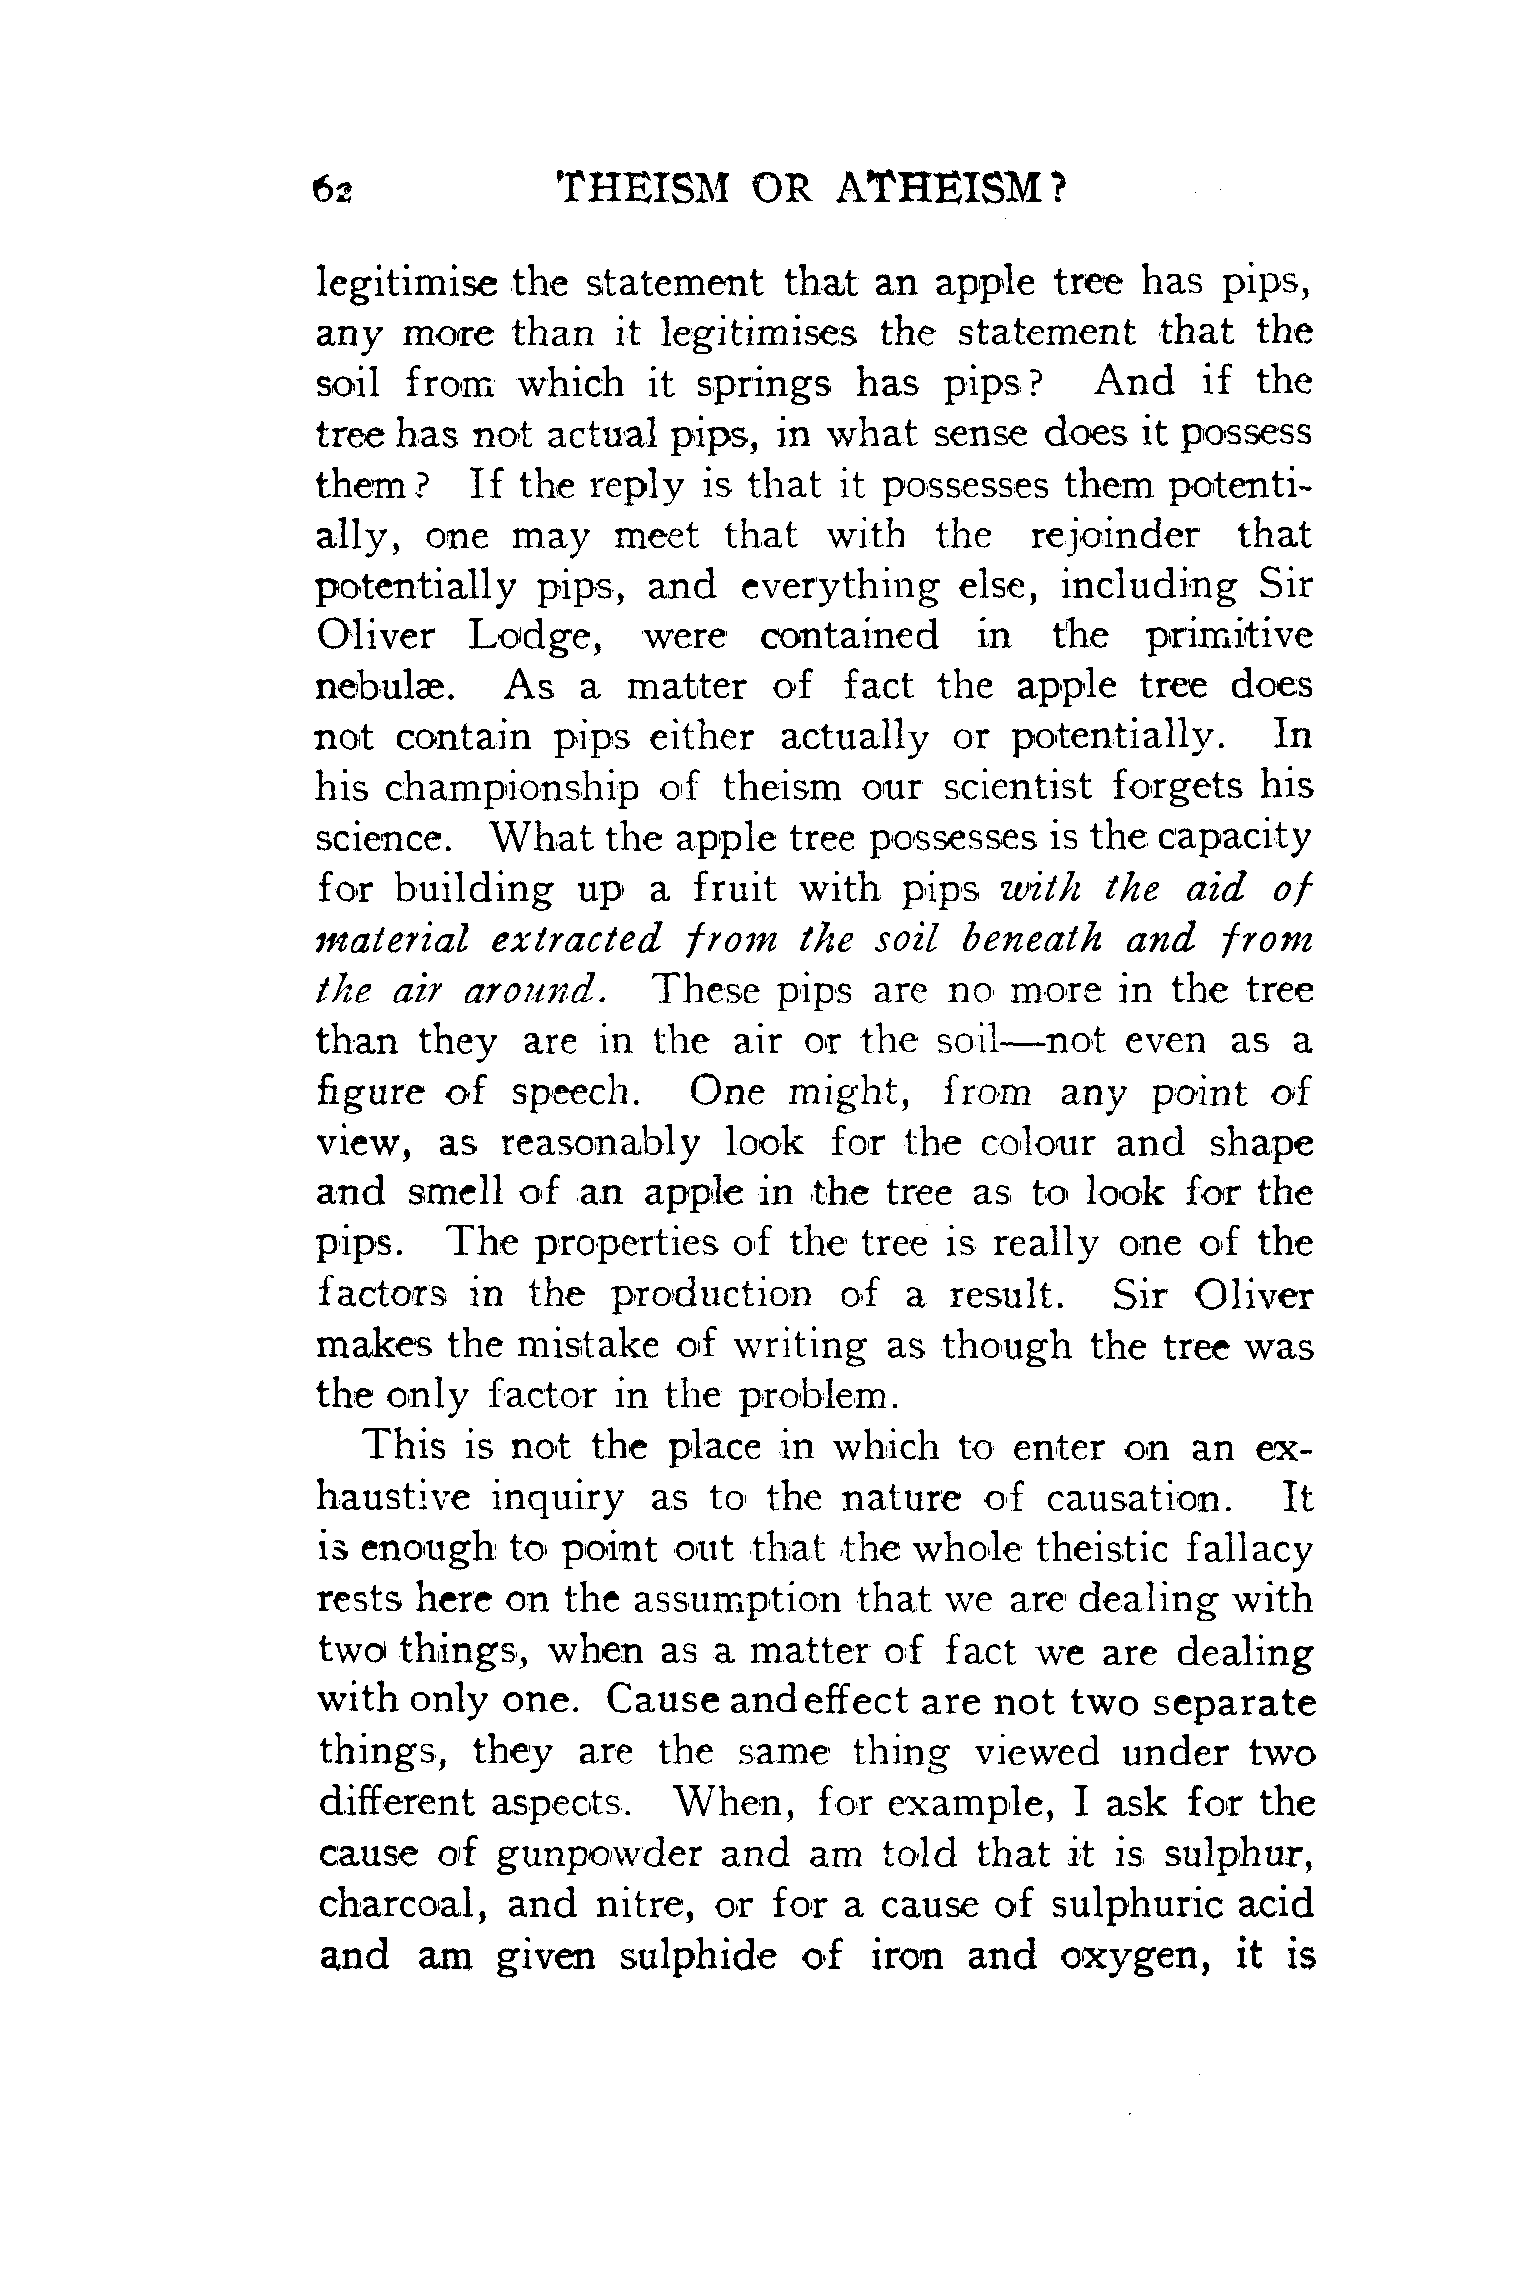 62 THEISM OR ATHEISM?
legitimise the statement that an apple tree has pips,
any more than it legitimises the statement that the
soil from which it springs has pips? And if the
tree has not actual pips, in what sense does it possess
them? If the reply is that it possesses them potenti-
ally, one may meet that with the rejoinder that
potentially pips, and everything else, including Sir
Oliver Lodge, were contained in the primitive
nebulæ. As a matter of fact the apple tree does
not contain pips either actually or potentially. In
his championship of theism our scientist forgets his
science. What the apple tree possesses is the capacity
for building up a fruit with pips with the aid of
material extracted from the soil beneath and from
the air around. These pips are no more in the tree
than they are in the air or the soil—not even as a
figure of speech. One might, from any point of
view, as reasonably look for the colour and shape
and smell of an apple in the tree as to look for the
pips. The properties of the tree is really one of the
factors in the production of a result. Sir Oliver
makes the mistake of writing as though the tree was
the only factor in the problem.
This is not the place in which to enter on an ex-
haustive inquiry as to the nature of causation. It
is enough to point out that the whole theistic fallacy
rests here on the assumption that we are dealing with
two things, when as a matter of fact we are dealing
with only one. Cause and effect are not two separate
things, they are the same thing viewed under two
different aspects. When, for example, I ask for the
cause of gunpowder and am told that it is sulphur,
charcoal, and nitre, or for a cause of sulphuric acid
and am given sulphide of iron and oxygen, it is